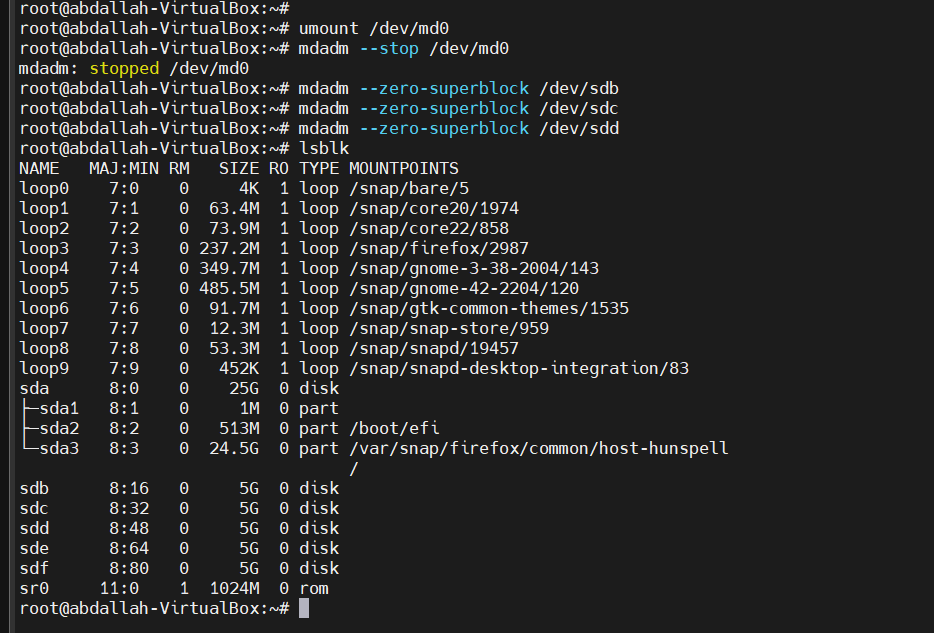 root@abdallah-VirtualBox:~#
root@abdallah-VirtualBox:~# umount /dev/md0
root@abdallah-VirtualBox:~# mdadm --stop /dev/md0
mdadm: stopped /dev/md0
root@abdallah-VirtualBox:~# mdadm --zero-superblock /dev/sdb
root@abdallah-VirtualBox:~# mdadm --zero-superblock /dev/sdc
root@abdallah-VirtualBox:~# mdadm --zero-superblock /dev/sdd
root@abdallah-VirtualBox:~# lsblk
NAME   MAJ:MIN RM   SIZE RO TYPE MOUNTPOINTS
loop0    7:0    0     4K  1 loop /snap/bare/5
loop1    7:1    0  63.4M  1 loop /snap/core20/1974
loop2    7:2    0  73.9M  1 loop /snap/core22/858
loop3    7:3    0 237.2M  1 loop /snap/firefox/2987
loop4    7:4    0 349.7M  1 loop /snap/gnome-3-38-2004/143
loop5    7:5    0 485.5M  1 loop /snap/gnome-42-2204/120
loop6    7:6    0  91.7M  1 loop /snap/gtk-common-themes/1535
loop7    7:7    0  12.3M  1 loop /snap/snap-store/959
loop8    7:8    0  53.3M  1 loop /snap/snapd/19457
loop9    7:9    0   452K  1 loop /snap/snapd-desktop-integration/83
sda      8:0    0    25G  0 disk
├─sda1   8:1    0     1M  0 part
├─sda2   8:2    0   513M  0 part /boot/efi
└─sda3   8:3    0  24.5G  0 part /var/snap/firefox/common/host-hunspell
                                 /
sdb      8:16   0     5G  0 disk
sdc      8:32   0     5G  0 disk
sdd      8:48   0     5G  0 disk
sde      8:64   0     5G  0 disk
sdf      8:80   0     5G  0 disk
sr0     11:0    1  1024M  0 rom
root@abdallah-VirtualBox:~#